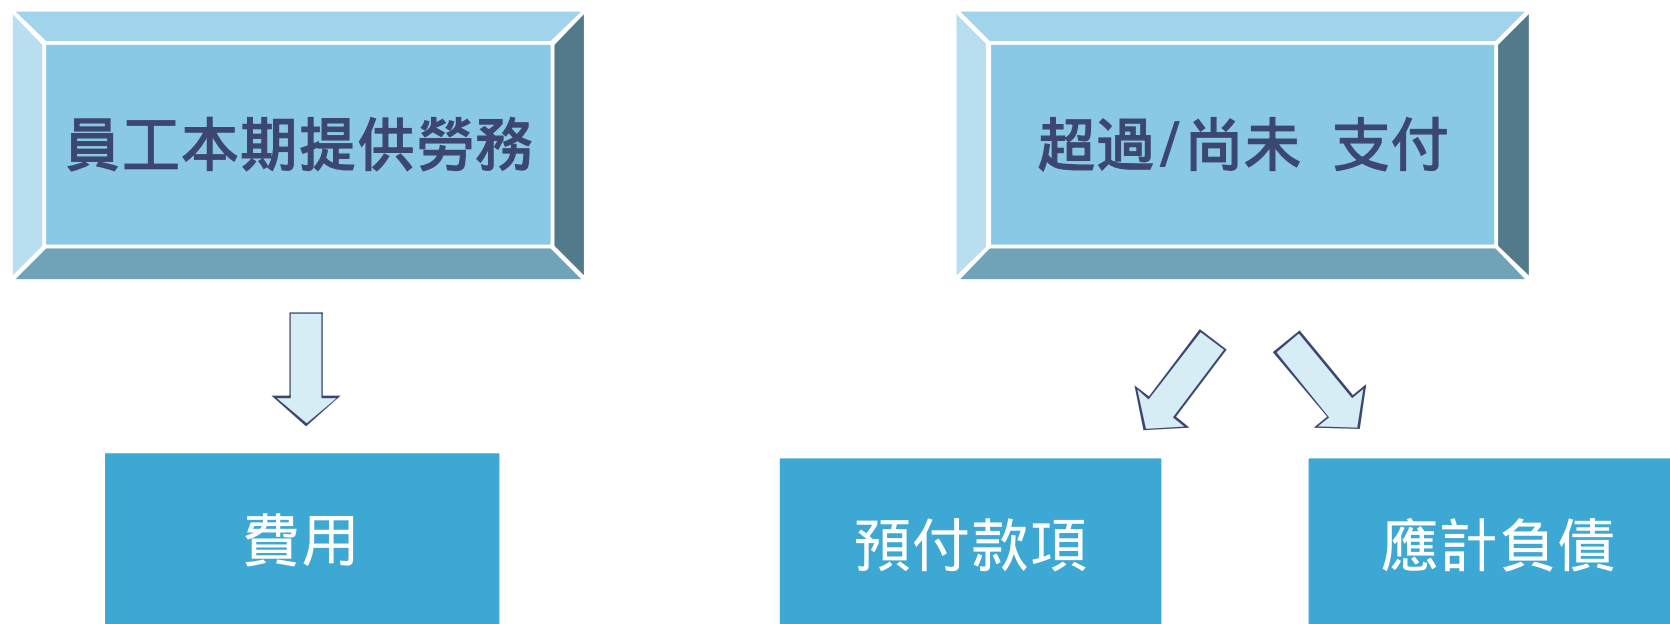 員工本期提供勞務
超過/尚未 支付
費用
預付款項
應計負債